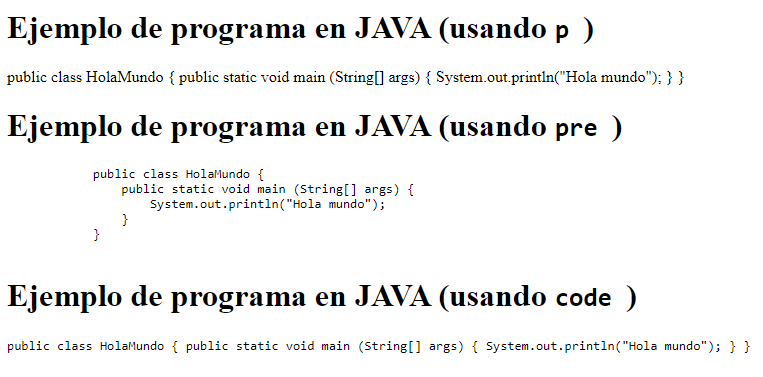 Ejemplo de programa en JAVA (usando p )
public class HolaMundo { public static void main (String[] args) { System.out.println("Hola mundo"); } }
Ejemplo de programa en JAVA (usando pre )
public class HolaMundo {
    public static void main (String[] args) {
        System.out.println("Hola mundo");
    }
}
Ejemplo de programa en JAVA (usando code )
public class HolaMundo { public static void main (String[] args) { System.out.println("Hola mundo"); } }